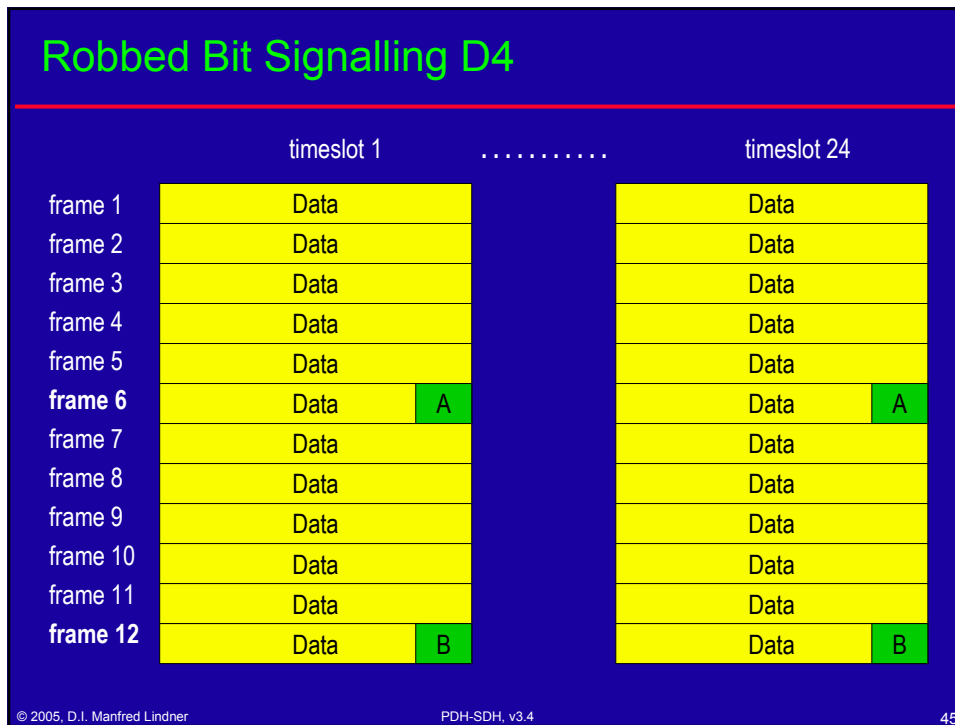 Robbed Bit Signalling D4
timeslot 1 ........... timeslot 24
frame 1 Data Data
frame 2 Data Data
frame 3 Data Data
frame 4 Data Data
frame 5 Data Data
frame 6 Data A Data A
frame 7 Data Data
frame 8 Data Data
frame 9 Data Data
frame 10 Data Data
frame 11 Data Data
frame 12 Data B Data B
© 2005, D.I. Manfred Lindner PDH-SDH, v3.4 45